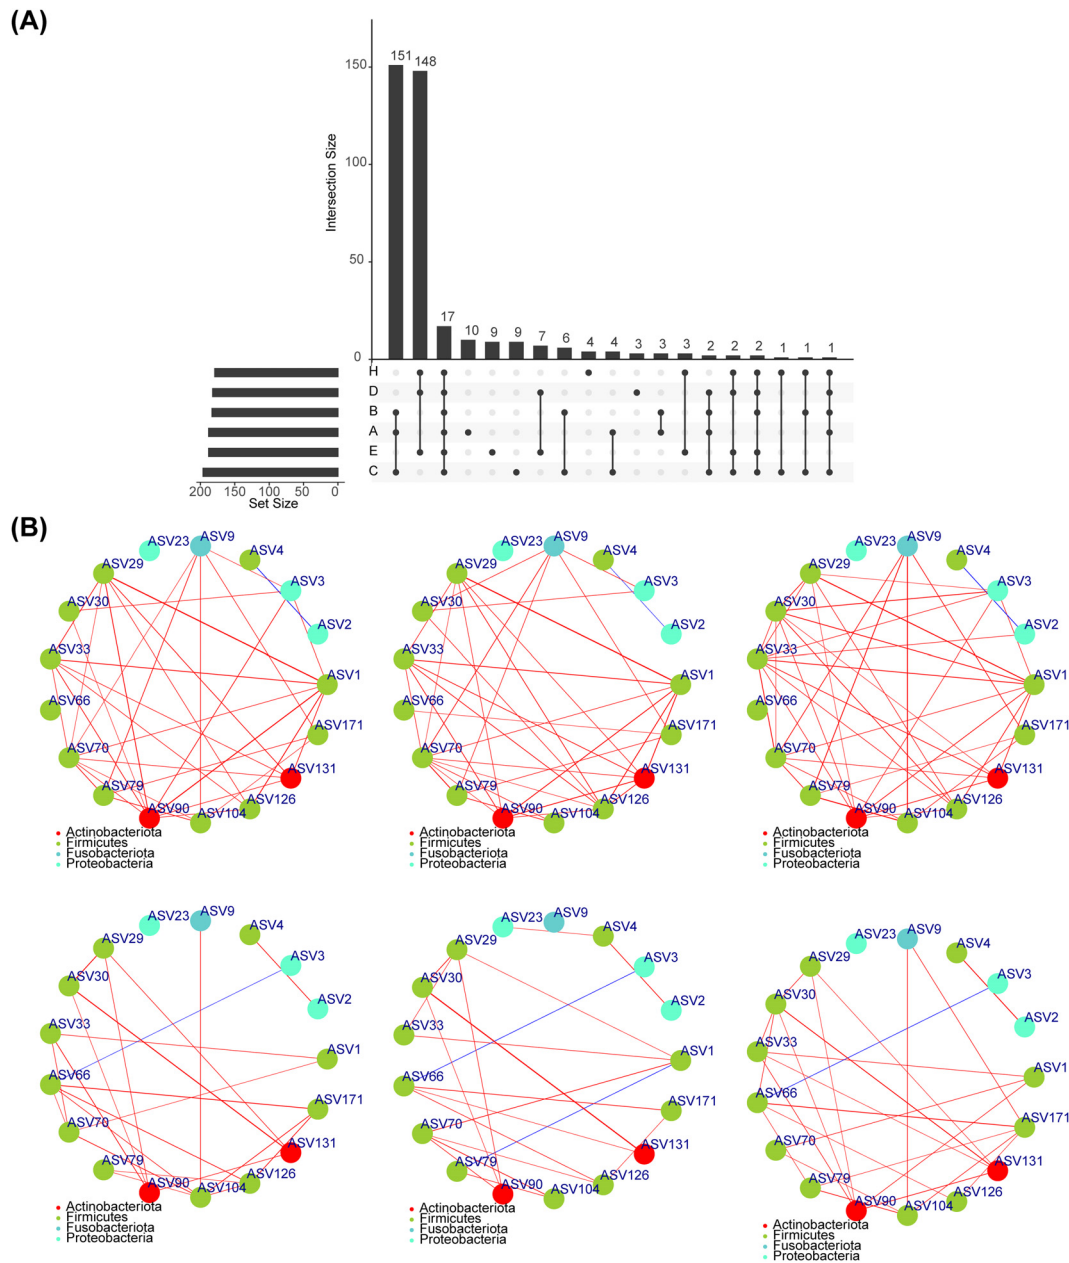 (A)
151 148 17 10 9 9 7 6 4 4 3 3 3 2 2 2 1 1 1
150
100
50
0
Intersection Size
H
D
B
A
E
C
200 150 100 50 0
Set Size
(B)
ASV23 ASV9 ASV4 ASV3 ASV2 ASV1 ASV171 ASV131 ASV126 ASV104 ASV90 ASV79 ASV70 ASV66 ASV33 ASV30 ASV29
Actinobacteriota
Firmicutes
Fusobacteriota
Proteobacteria
ASV23 ASV9 ASV4 ASV3 ASV2 ASV1 ASV171 ASV131 ASV126 ASV104 ASV90 ASV79 ASV70 ASV66 ASV33 ASV30 ASV29
Actinobacteriota
Firmicutes
Fusobacteriota
Proteobacteria
ASV23 ASV9 ASV4 ASV3 ASV2 ASV1 ASV171 ASV131 ASV126 ASV104 ASV90 ASV79 ASV70 ASV66 ASV33 ASV30 ASV29
Actinobacteriota
Firmicutes
Fusobacteriota
Proteobacteria
ASV23 ASV9 ASV4 ASV3 ASV2 ASV1 ASV171 ASV131 ASV126 ASV104 ASV90 ASV79 ASV70 ASV66 ASV33 ASV30 ASV29
Actinobacteriota
Firmicutes
Fusobacteriota
Proteobacteria
ASV23 ASV9 ASV4 ASV3 ASV2 ASV1 ASV171 ASV131 ASV126 ASV104 ASV90 ASV79 ASV70 ASV66 ASV33 ASV30 ASV29
Actinobacteriota
Firmicutes
Fusobacteriota
Proteobacteria
ASV23 ASV9 ASV4 ASV3 ASV2 ASV1 ASV171 ASV131 ASV126 ASV104 ASV90 ASV79 ASV70 ASV66 ASV33 ASV30 ASV29
Actinobacteriota
Firmicutes
Fusobacteriota
Proteobacteria